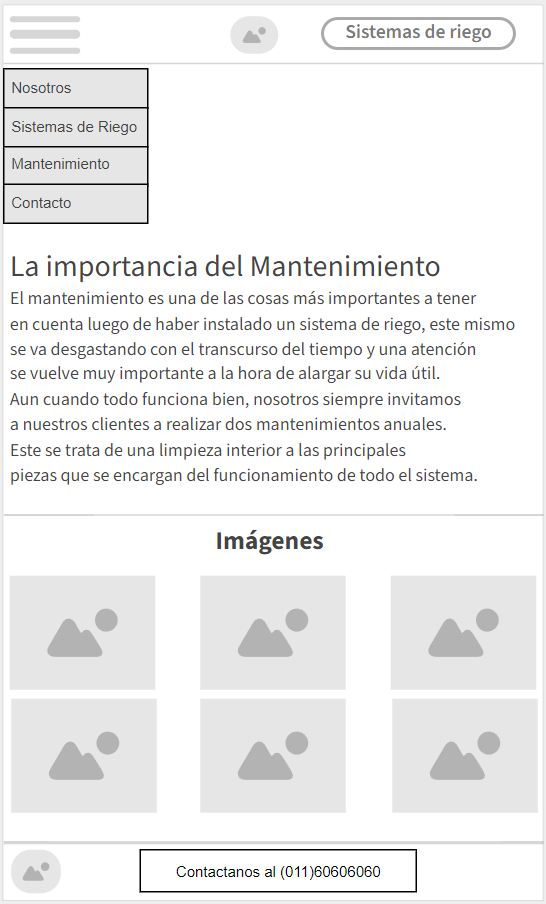 Sistemas de riego
Nosotros
Sistemas de Riego
Mantenimiento
Contacto
La importancia del Mantenimiento
El mantenimiento es una de las cosas más importantes a tener
en cuenta luego de haber instalado un sistema de riego, este mismo
se va desgastando con el transcurso del tiempo y una atención
se vuelve muy importante a la hora de alargar su vida útil.
Aun cuando todo funciona bien, nosotros siempre invitamos
a nuestros clientes a realizar dos mantenimientos anuales.
Este se trata de una limpieza interior a las principales
piezas que se encargan del funcionamiento de todo el sistema.
Imágenes
Contactanos al (011)60606060